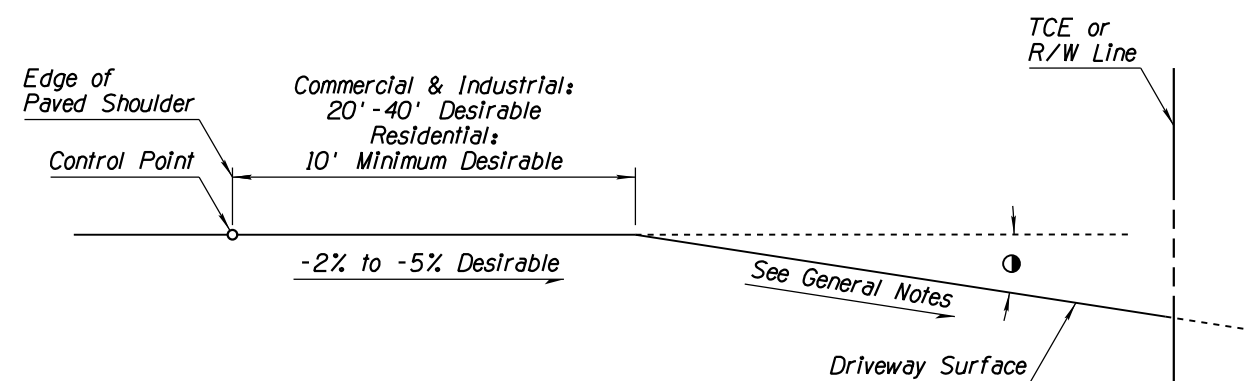 TCE or
R/W Line
Edge of
Paved Shoulder
Commercial & Industrial:
20'-40' Desirable
Residential:
10' Minimum Desirable
Control Point
-2% to -5% Desirable
See General Notes
Driveway Surface